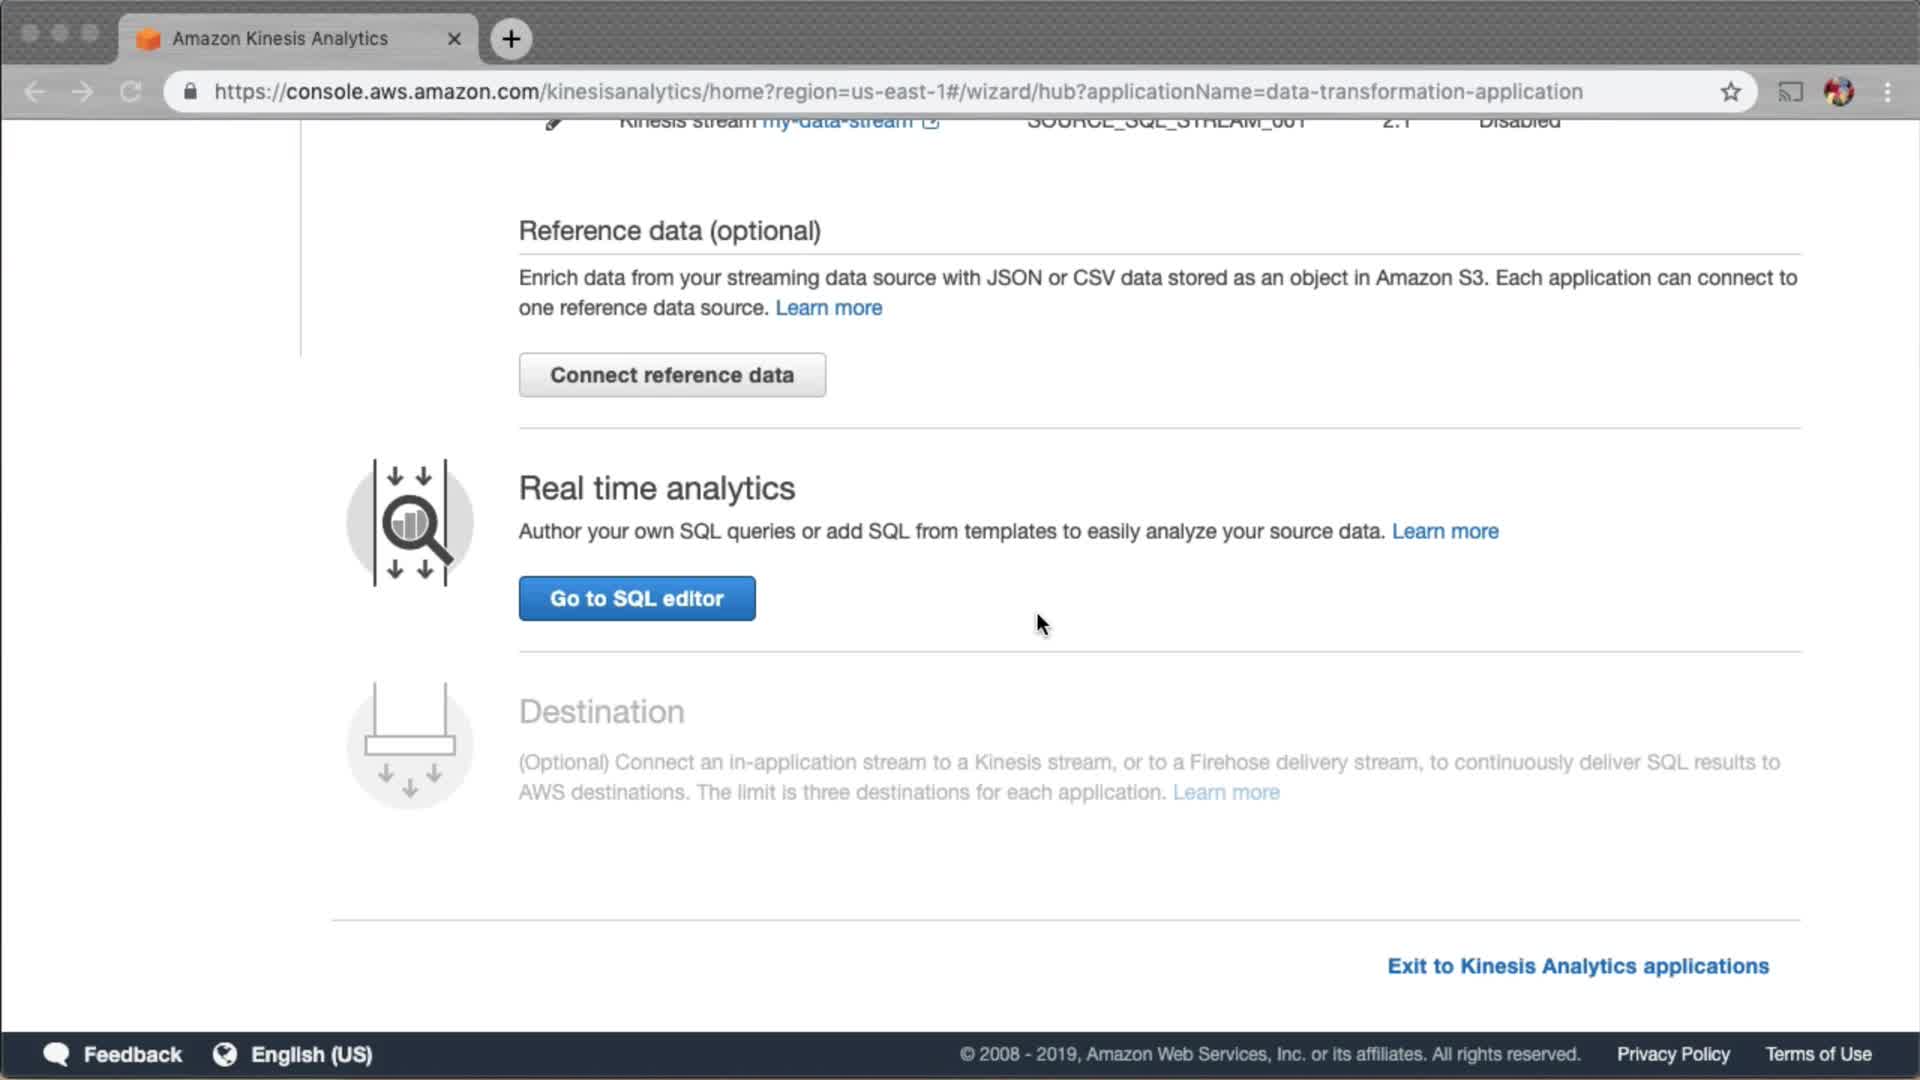 Amazon Kinesis Analytics
https://console.aws.amazon.com/kinesisanalytics/home?region=us-east-1#/wizard/hub?applicationName=data-transformation-application
Kinesis stream my-data-stream SOURCE_SQL_STREAM_001 2.1 Disabled
Reference data (optional)
Enrich data from your streaming data source with JSON or CSV data stored as an object in Amazon S3. Each application can connect to
one reference data source. Learn more
Connect reference data
Real time analytics
Author your own SQL queries or add SQL from templates to easily analyze your source data. Learn more
Go to SQL editor
Destination
(Optional) Connect an in-application stream to a Kinesis stream, or to a Firehose delivery stream, to continuously deliver SQL results to
AWS destinations. The limit is three destinations for each application. Learn more
Exit to Kinesis Analytics applications
Feedback English (US) © 2008 - 2019, Amazon Web Services, Inc. or its affiliates. All rights reserved. Privacy Policy Terms of Use